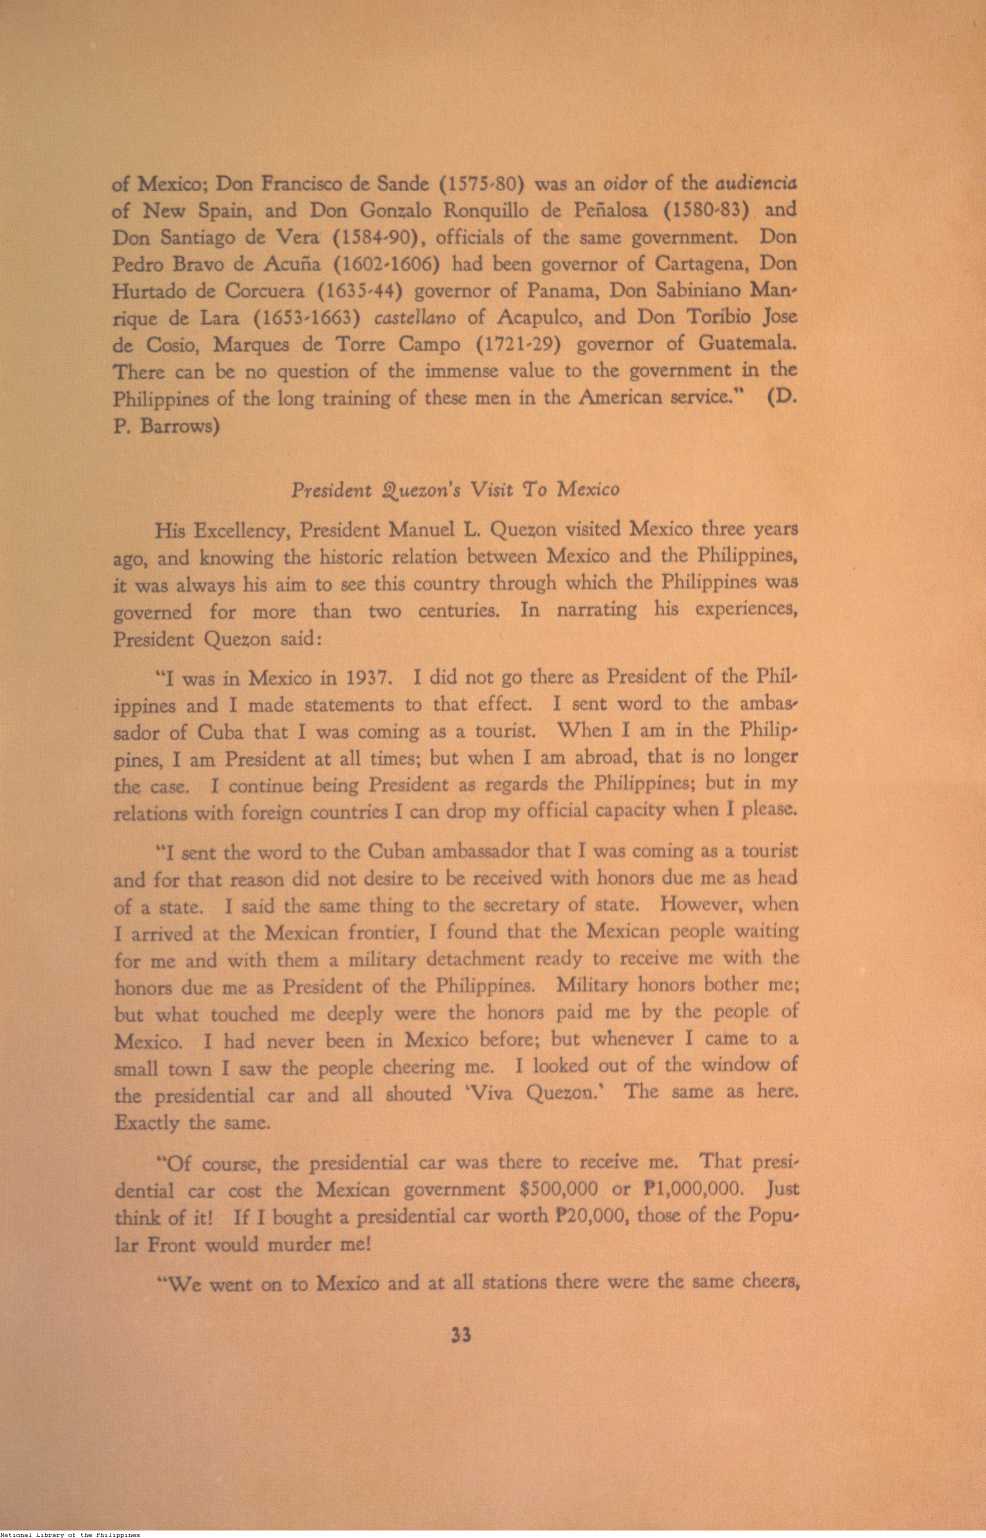 of Mexico; Don Francisco de Sande (1575-80) was an oidor of the audiencia
of New Spain, and Don Gonzalo Ronquillo de Peñalosa (1580-83) and
Don Santiago de Vera (1584-90), officials of the same government. Don
Pedro Bravo de Acuña (1602-1606) had been governor of Cartagena, Don
Hurtado de Corcuera (1635-44) governor of Panama, Don Sabiniano Man-
rique de Lara (1653-1663) castellano of Acapulco, and Don Toribio Jose
de Cosio, Marques de Torre Campo (1721-29) governor of Guatemala.
There can be no question of the immense value to the government in the
Philippines of the long training of these men in the American service." (D.
P. Barrows)
President Quezon's Visit To Mexico
His Excellency, President Manuel L. Quezon visited Mexico three years
ago, and knowing the historic relation between Mexico and the Philippines,
it was always his aim to see this country through which the Philippines was
governed for more than two centuries. In narrating his experiences,
President Quezon said:
"I was in Mexico in 1937. I did not go there as President of the Phil-
ippines and I made statements to that effect. I sent word to the ambas-
sador of Cuba that I was coming as a tourist. When I am in the Philip-
pines, I am President at all times; but when I am abroad, that is no longer
the case. I continue being President as regards the Philippines; but in my
relations with foreign countries I can drop my official capacity when I please.
"I sent the word to the Cuban ambassador that I was coming as a tourist
and for that reason did not desire to be received with honors due me as head
of a state. I said the same thing to the secretary of state. However, when
I arrived at the Mexican frontier, I found that the Mexican people waiting
for me and with them a military detachment ready to receive me with the
honors due me as President of the Philippines. Military honors bother me;
but what touched me deeply were the honors paid me by the people of
Mexico. I had never been in Mexico before; but whenever I came to a
small town I saw the people cheering me. I looked out of the window of
the presidential car and all shouted 'Viva Quezon.' The same as here.
Exactly the same.
"Of course, the presidential car was there to receive me. That presi-
dential car cost the Mexican government $500,000 or ₱1,000,000. Just
think of it! If I bought a presidential car worth ₱20,000, those of the Popu-
lar Front would murder me!
"We went on to Mexico and at all stations there were the same cheers,
33
National Library of the Philippines